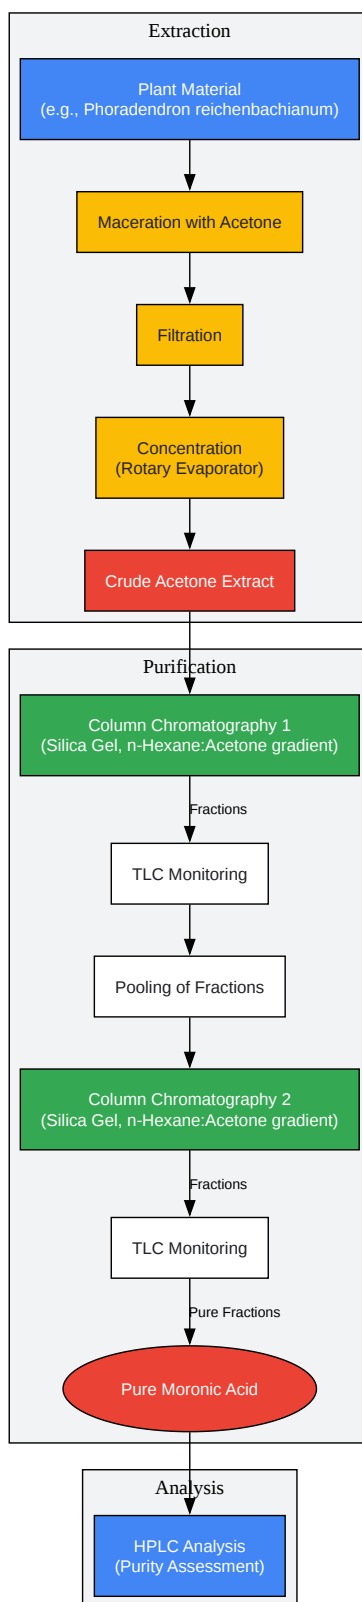 Extraction
Plant Material
(e.g., Phoradendron reichenbachianum)
Maceration with Acetone
Filtration
Concentration
(Rotary Evaporator)
Crude Acetone Extract
Purification
Column Chromatography 1
(Silica Gel, n-Hexane:Acetone gradient)
Fractions
TLC Monitoring
Pooling of Fractions
Column Chromatography 2
(Silica Gel, n-Hexane:Acetone gradient)
Fractions
TLC Monitoring
Pure Fractions
Pure Moronic Acid
Analysis
HPLC Analysis
(Purity Assessment)